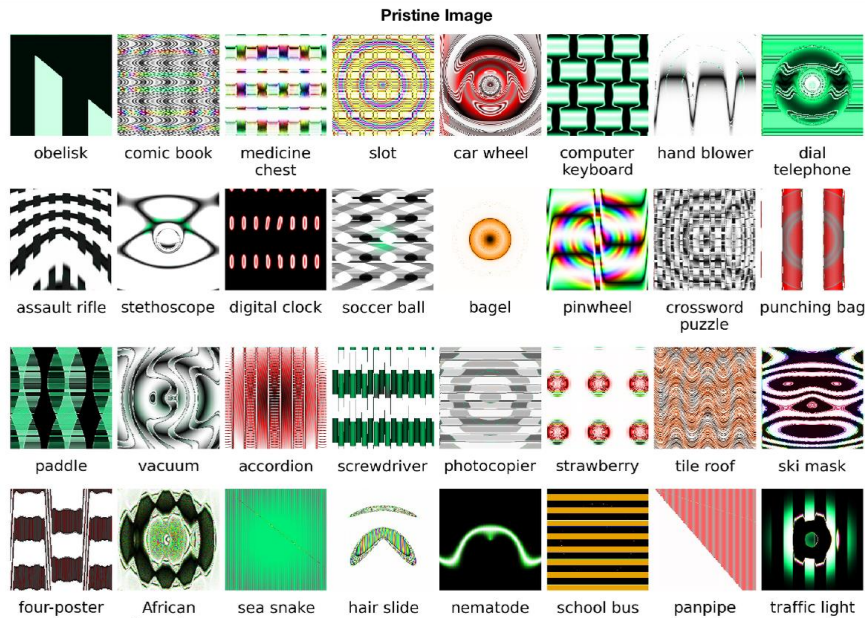 Pristine Image
obelisk
comic book
medicine
chest
slot
car wheel
computer
keyboard
hand blower
dial
telephone
assault rifle
stethoscope
digital clock
soccer ball
bagel
pinwheel
crossword
puzzle
punching bag
paddle
vacuum
accordion
screwdriver
photocopier
strawberry
tile roof
ski mask
four-poster
African
sea snake
hair slide
nematode
school bus
panpipe
traffic light